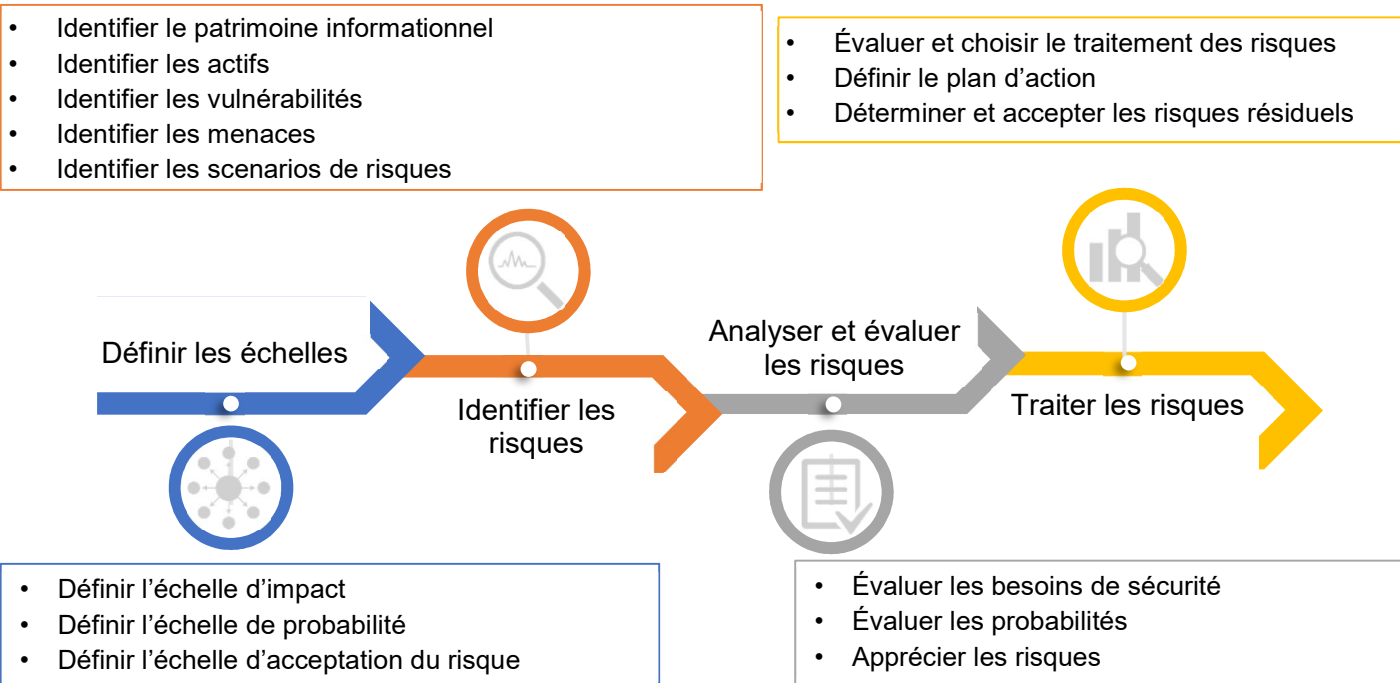 • Identifier le patrimoine informationnel
• Identifier les actifs
• Identifier les vulnérabilités
• Identifier les menaces
• Identifier les scenarios de risques
• Évaluer et choisir le traitement des risques
• Définir le plan d’action
• Déterminer et accepter les risques résiduels
Définir les échelles
Identifier les
risques
Analyser et évaluer
les risques
Traiter les risques
• Définir l’échelle d’impact
• Définir l’échelle de probabilité
• Définir l’échelle d’acceptation du risque
• Évaluer les besoins de sécurité
• Évaluer les probabilités
• Apprécier les risques